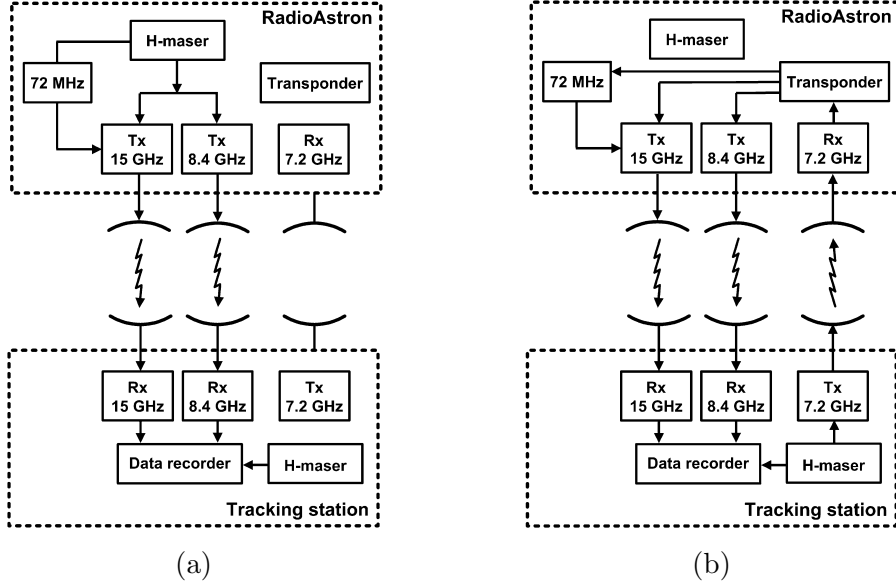 RadioAstron
H-maser
72 MHz
Transponder
Tx
15 GHz
Tx
8.4 GHz
Rx
7.2 GHz
Rx
15 GHz
Rx
8.4 GHz
Tx
7.2 GHz
Data recorder
H-maser
Tracking station
(a)
RadioAstron
H-maser
72 MHz
Transponder
Tx
15 GHz
Tx
8.4 GHz
Rx
7.2 GHz
Rx
15 GHz
Rx
8.4 GHz
Tx
7.2 GHz
Data recorder
H-maser
Tracking station
(b)